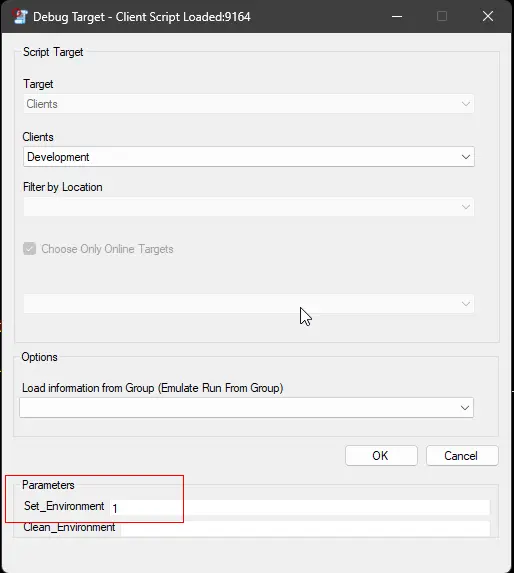 Debug Target - Client Script Loaded:9164
Script Target
Target
Clients
Clients
Development
Filter by Location
Choose Only Online Targets
Options
Load information from Group (Emulate Run From Group)
OK Cancel
Parameters
Set_Environment 1
Clean_Environment